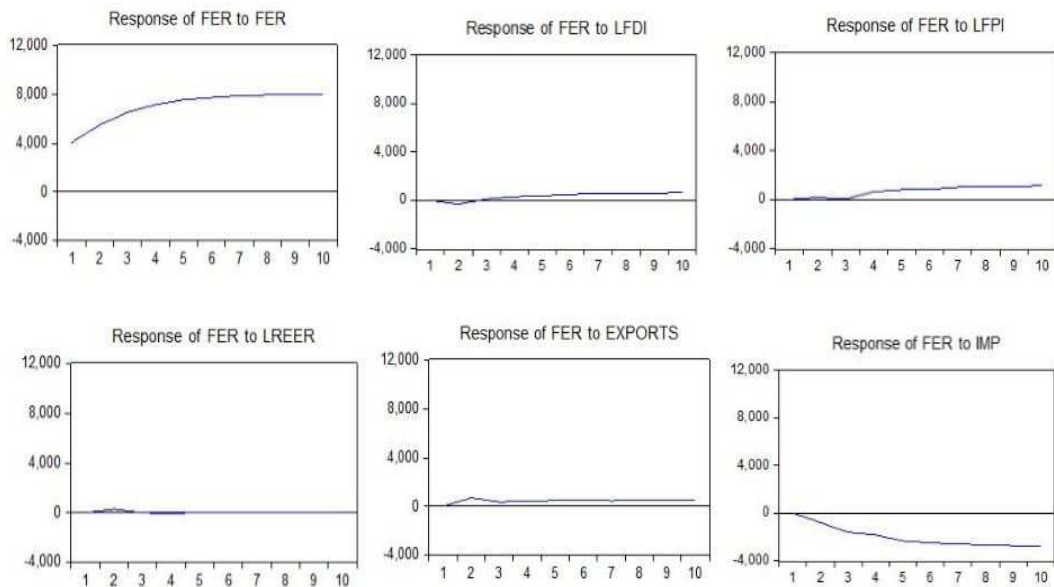 Response of FER to FER
12,000
8,000
4,000
0
-4,000
1 2 3 4 5 6 7 8 9 10
Response of FER to LFDI
12,000
8,000
4,000
0
-4,000
1 2 3 4 5 6 7 8 9 10
Response of FER to LFPI
12,000
8,000
4,000
0
-4,000
1 2 3 4 5 6 7 8 9 10
Response of FER to LREER
12,000
8,000
4,000
0
-4,000
1 2 3 4 5 6 7 8 9 10
Response of FER to EXPORTS
12,000
8,000
4,000
0
-4,000
1 2 3 4 5 6 7 8 9 10
Response of FER to IMP
12,000
8,000
4,000
0
-4,000
1 2 3 4 5 6 7 8 9 10